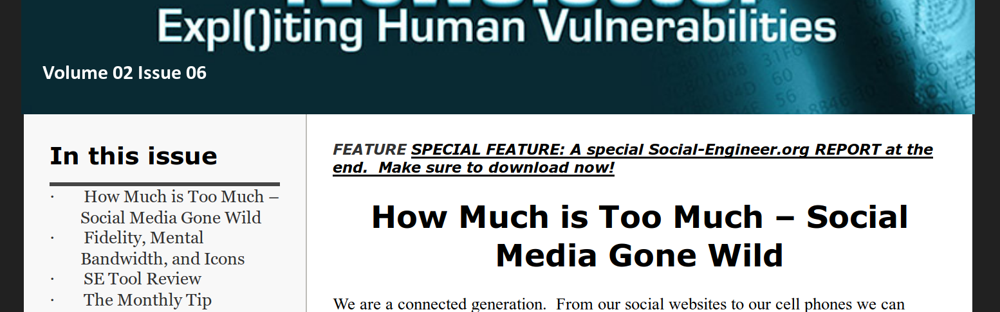 Expl()iting Human Vulnerabilities
Volume 02 Issue 06
In this issue
· How Much is Too Much –
Social Media Gone Wild
· Fidelity, Mental
Bandwidth, and Icons
· SE Tool Review
· The Monthly Tip
FEATURE SPECIAL FEATURE: A special Social-Engineer.org REPORT at the
end. Make sure to download now!
How Much is Too Much – Social
Media Gone Wild
We are a connected generation. From our social websites to our cell phones we can